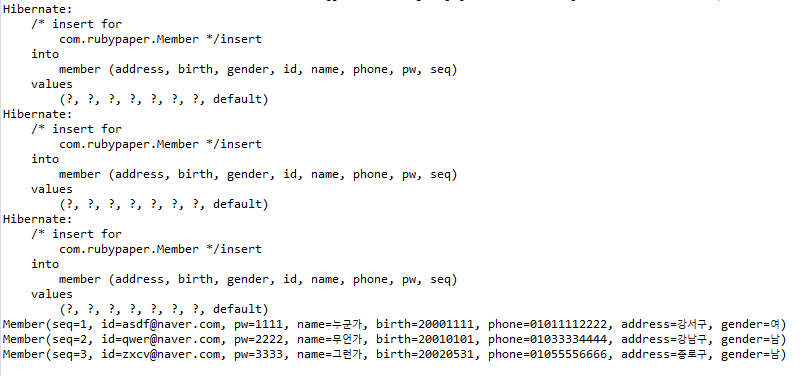 Hibernate:
    /* insert for
        com.rubypaper.Member */insert
    into
        member (address, birth, gender, id, name, phone, pw, seq)
    values
        (?, ?, ?, ?, ?, ?, ?, default)
Hibernate:
    /* insert for
        com.rubypaper.Member */insert
    into
        member (address, birth, gender, id, name, phone, pw, seq)
    values
        (?, ?, ?, ?, ?, ?, ?, default)
Hibernate:
    /* insert for
        com.rubypaper.Member */insert
    into
        member (address, birth, gender, id, name, phone, pw, seq)
    values
        (?, ?, ?, ?, ?, ?, ?, default)
Member(seq=1, id=asdf@naver.com, pw=1111, name=누군가, birth=20001111, phone=01011112222, address=강서구, gender=여)
Member(seq=2, id=qwer@naver.com, pw=2222, name=무언가, birth=20010101, phone=01033334444, address=강남구, gender=남)
Member(seq=3, id=zxcv@naver.com, pw=3333, name=그런가, birth=20020531, phone=01055556666, address=종로구, gender=남)